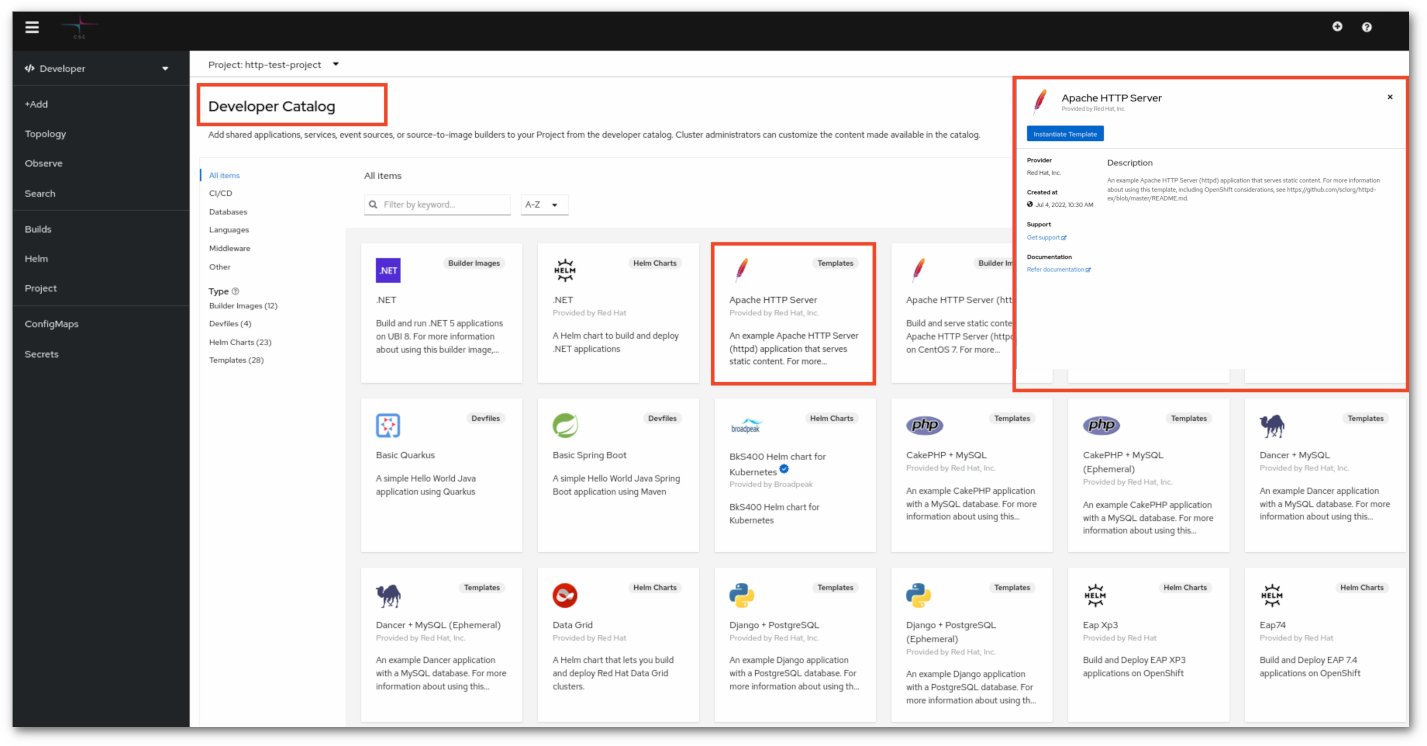 CSC
Developer
+Add
Topology
Observe
Search
Builds
Helm
Project
ConfigMaps
Secrets
Project: http-test-project
Developer Catalog
Add shared applications, services, event sources, or source-to-image builders to your Project from the developer catalog. Cluster administrators can customize the content made available in the catalog.
All items
CI/CD
Databases
Languages
Middleware
Other
Type
Builder Images (12)
Devfiles (4)
Helm Charts (23)
Templates (28)
All items
Filter by keyword...
A-Z
.NET
Builder Images
.NET
Build and run .NET 5 applications
on UBI 8. For more information
about using this builder image,...
HELM
Helm Charts
.NET
Provided by Red Hat
A Helm chart to build and deploy
.NET applications
Templates
Apache HTTP Server
Provided by Red Hat, Inc.
An example Apache HTTP Server
(httpd) application that serves
static content. For more...
Builder Im
Apache HTTP Server (htt
Build and serve static conte
Apache HTTP Server (httpd
on CentOS 7. For more...
Apache HTTP Server
Provided by Red Hat, Inc.
Instantiate Template
Provider
Red Hat, Inc.
Created at
Jul 4, 2022, 10:30 AM
Support
Get support
Documentation
Refer documentation
Description
An example Apache HTTP Server (httpd) application that serves static content. For more information
about using this template, including OpenShift considerations, see https://github.com/sclorg/httpd-
ex/blob/master/README.md.
Devfiles
Basic Quarkus
A simple Hello World Java
application using Quarkus
Devfiles
Basic Spring Boot
A simple Hello World Java Spring
Boot application using Maven
broadpeak
Helm Charts
BkS400 Helm chart for
Kubernetes
Provided by Broadpeak
BkS400 Helm chart for
Kubernetes
php
Templates
CakePHP + MySQL
Provided by Red Hat, Inc.
An example CakePHP application
with a MySQL database. For more
information about using this...
php
Templates
CakePHP + MySQL
(Ephemeral)
Provided by Red Hat, Inc.
An example CakePHP application
with a MySQL database. For more
information about using this...
Templates
Dancer + MySQL
Provided by Red Hat, Inc.
An example Dancer application
with a MySQL database. For more
information about using this...
Templates
Dancer + MySQL (Ephemeral)
Provided by Red Hat, Inc.
An example Dancer application
with a MySQL database. For more
information about using this...
Helm Charts
Data Grid
Provided by Red Hat
A Helm chart that lets you build
and deploy Red Hat Data Grid
clusters.
Templates
Django + PostgreSQL
Provided by Red Hat, Inc.
An example Django application
with a PostgreSQL database. For
more information about using th...
Templates
Django + PostgreSQL
(Ephemeral)
Provided by Red Hat, Inc.
An example Django application
with a PostgreSQL database. For
more information about using th...
HELM
Helm Charts
Eap Xp3
Provided by Red Hat
Build and Deploy EAP XP3
applications on OpenShift
HELM
Helm Charts
Eap74
Provided by Red Hat
Build and Deploy EAP 7.4
applications on OpenShift